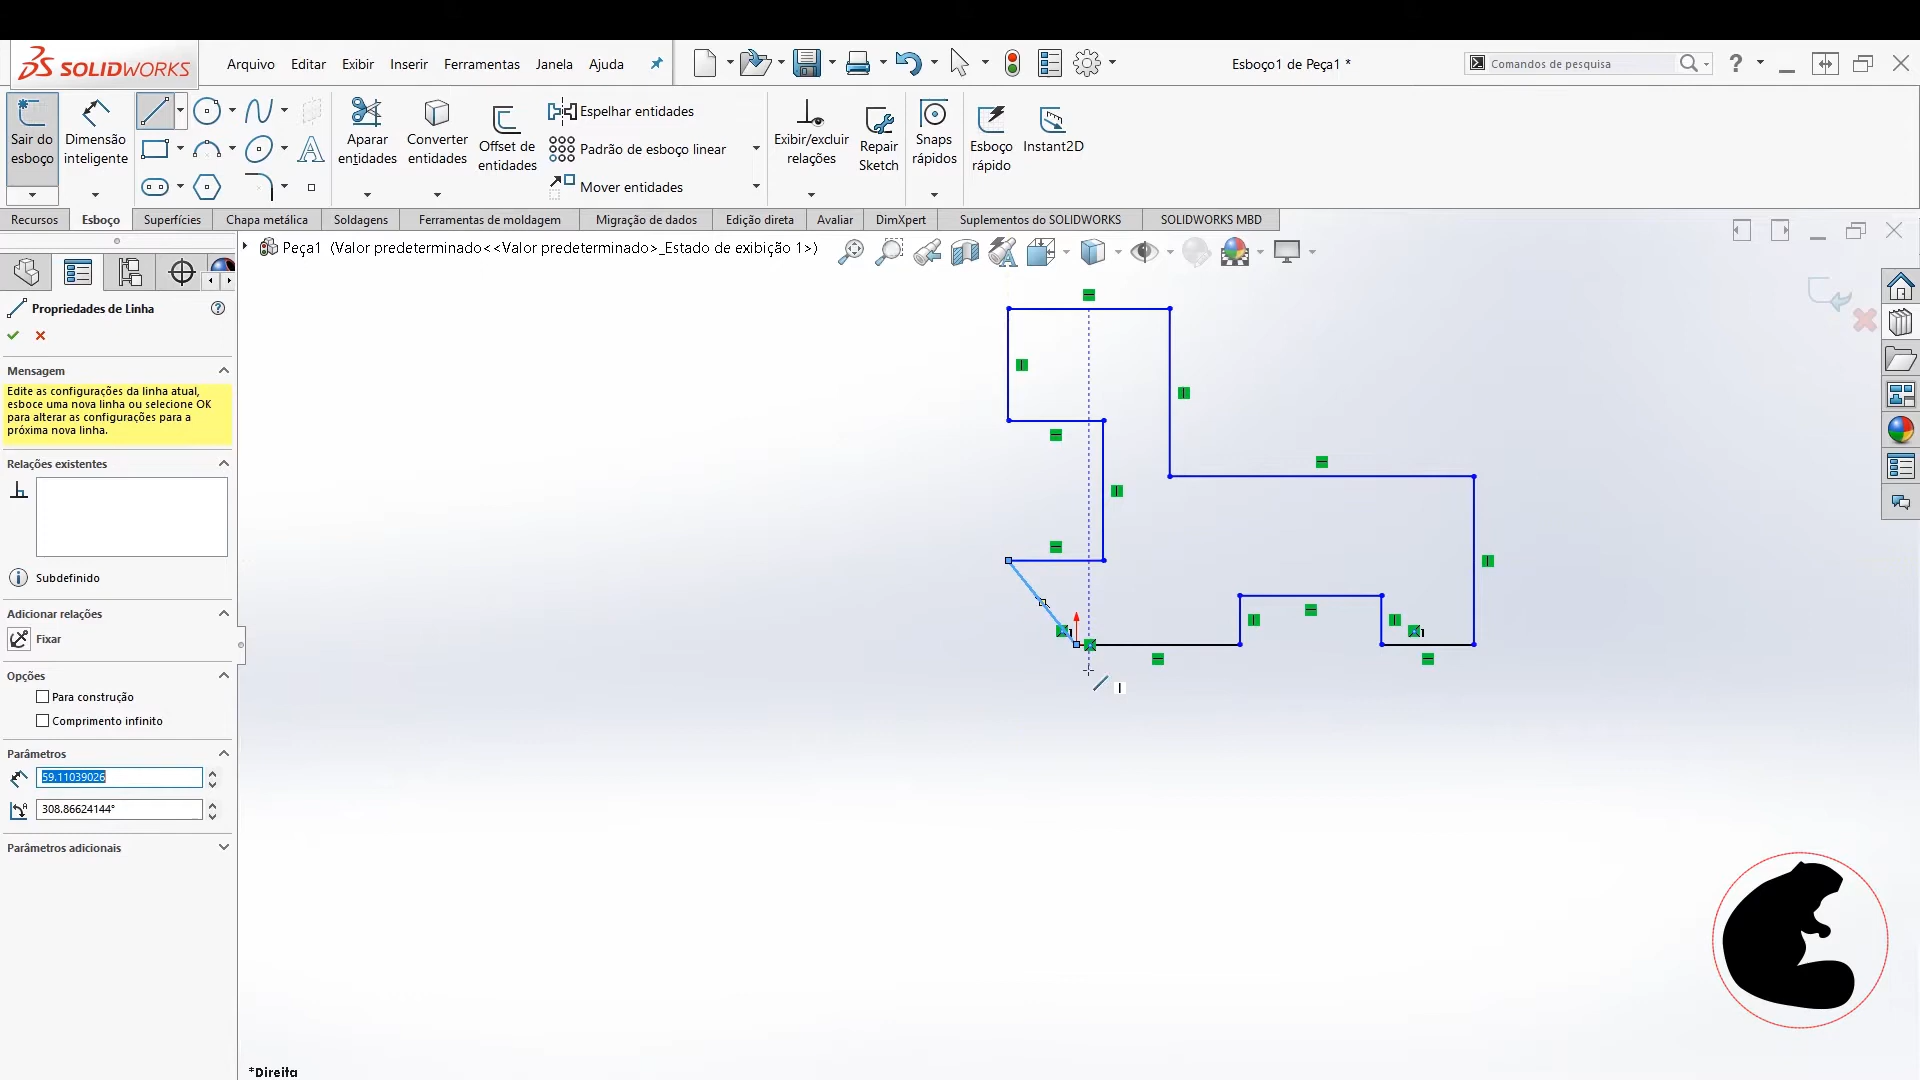 SOLIDWORKS
Arquivo
Editar
Exibir
Inserir
Ferramentas
Janela
Ajuda
Esboço1 de Peça1 *
Comandos de pesquisa
Sair do
esboço
Dimensão
inteligente
Aparar
entidades
Converter
entidades
Offset de
entidades
Espelhar entidades
Padrão de esboço linear
Mover entidades
Exibir/excluir
relações
Repair
Sketch
Snaps
rápidos
Esboço
rápido
Instant2D
Recursos
Esboço
Superfícies
Chapa metálica
Soldagens
Ferramentas de moldagem
Migração de dados
Edição direta
Avaliar
DimXpert
Suplementos do SOLIDWORKS
SOLIDWORKS MBD
Peça1 (Valor predeterminado<<Valor predeterminado>_Estado de exibição 1>)
Propriedades de Linha
Mensagem
Edite as configurações da linha atual,
esboce uma nova linha ou selecione OK
para alterar as configurações para a
próxima nova linha.
Relações existentes
Subdefinido
Adicionar relações
Fixar
Opções
Para construção
Comprimento infinito
Parâmetros
59.11039026
308.86624144°
Parâmetros adicionais
1
1
*Direita